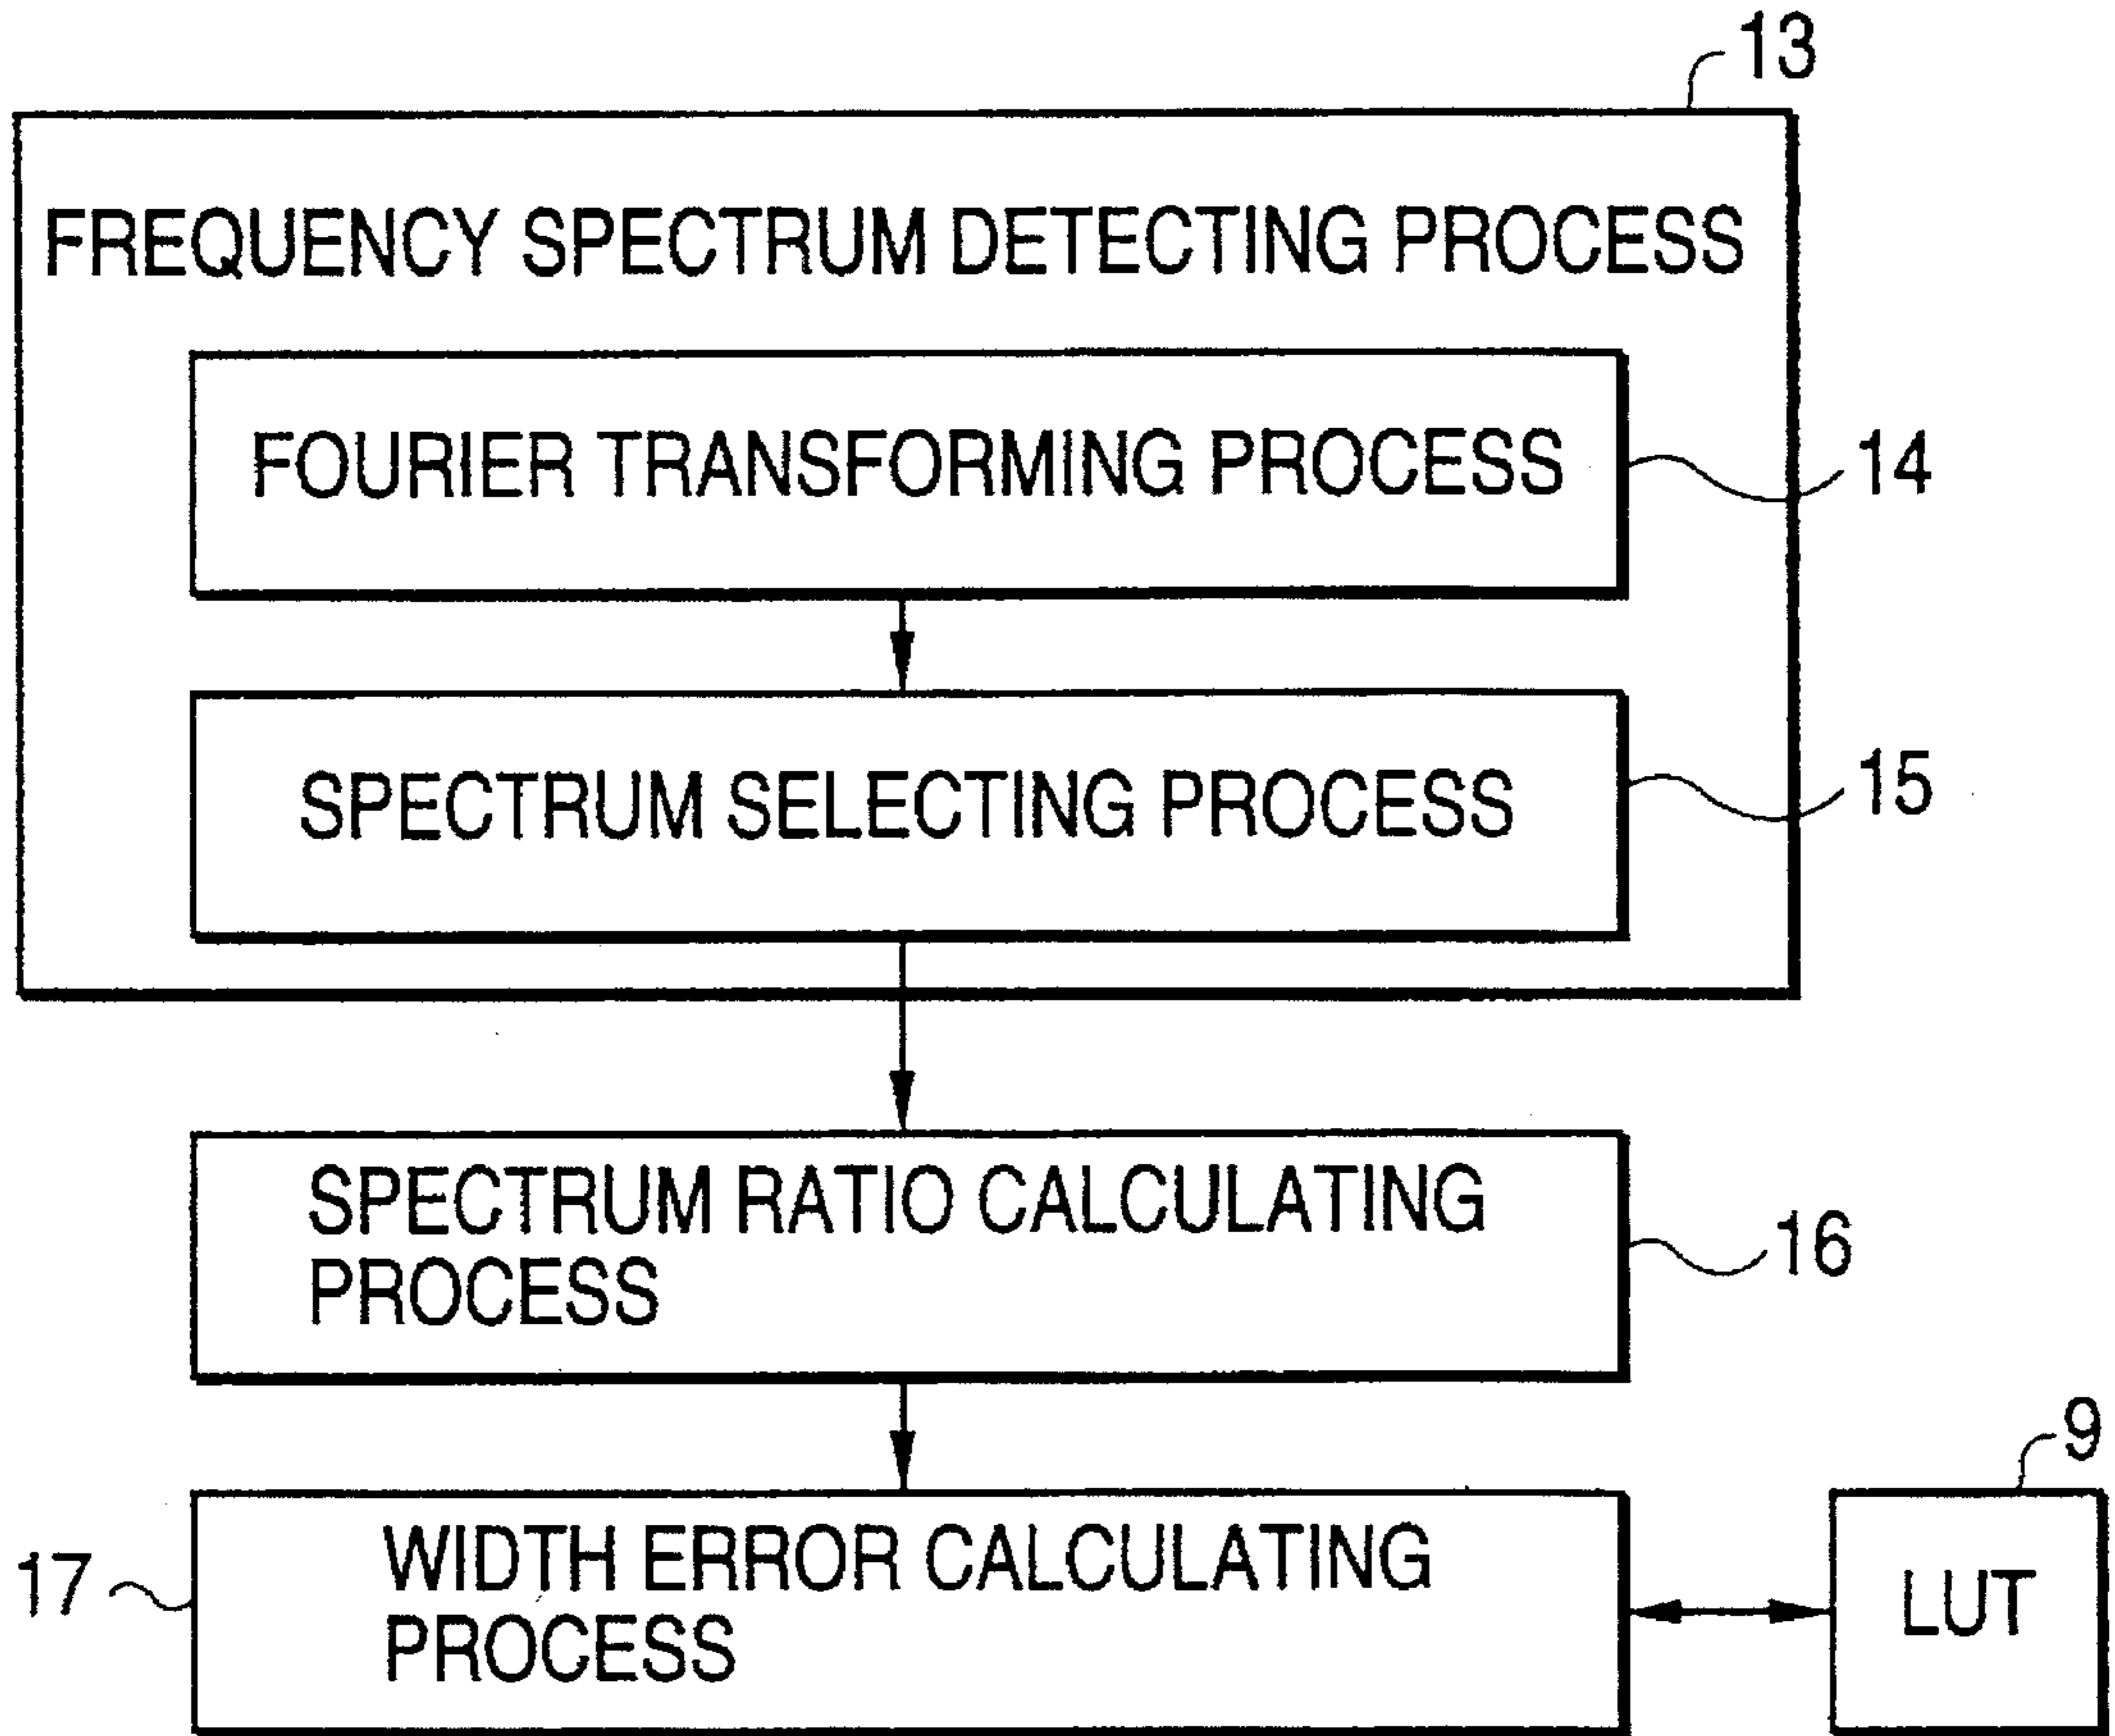 13
FREQUENCY SPECTRUM DETECTING PROCESS
FOURIER TRANSFORMING PROCESS
14
SPECTRUM SELECTING PROCESS
15
SPECTRUM RATIO CALCULATING
PROCESS
16
9
17
WIDTH ERROR CALCULATING
PROCESS
LUT